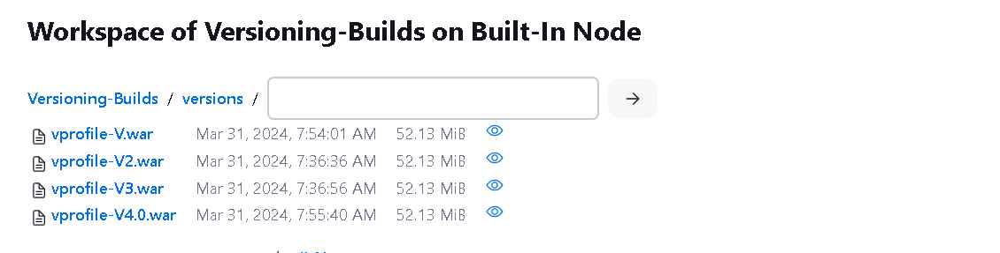 Workspace of Versioning-Builds on Built-In Node
Versioning-Builds / versions /
vprofile-V.war Mar 31, 2024, 7:54:01 AM 52.13 MiB
vprofile-V2.war Mar 31, 2024, 7:36:36 AM 52.13 MiB
vprofile-V3.war Mar 31, 2024, 7:36:56 AM 52.13 MiB
vprofile-V4.0.war Mar 31, 2024, 7:55:40 AM 52.13 MiB